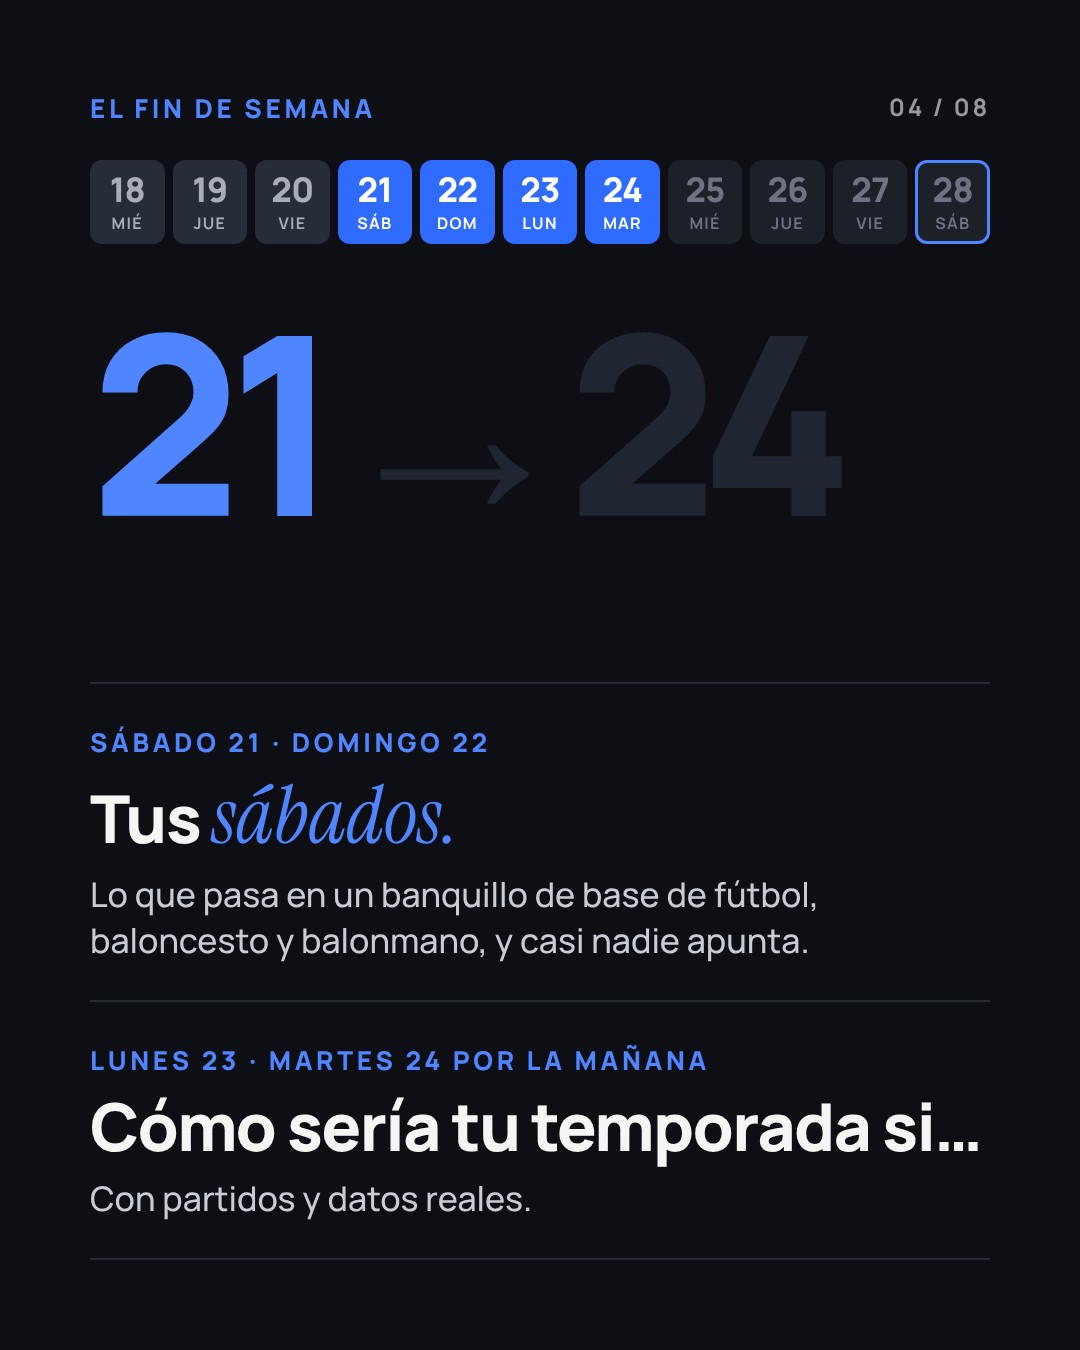 EL FIN DE SEMANA
04 / 08
18 19 20 21 22 23 24 25 26 27 28
MIÉ JUE VIE SÁB DOM LUN MAR MIÉ JUE VIE SÁB
21 → 24
SÁBADO 21 · DOMINGO 22
Tus sábados.
Lo que pasa en un banquillo de base de fútbol,
baloncesto y balonmano, y casi nadie apunta.
LUNES 23 · MARTES 24 POR LA MAÑANA
Cómo sería tu temporada si...
Con partidos y datos reales.